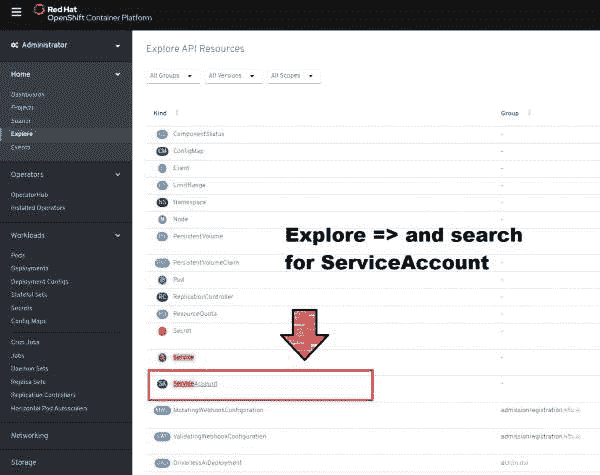 Red Hat
OpenShift Container Platform
Administrator
Home
Dashboards
Projects
Search
Explore
Events
Operators
OperatorHub
Installed Operators
Workloads
Pods
Deployments
Deployment Configs
Stateful Sets
Secrets
Config Maps
Cron Jobs
Jobs
Daemon Sets
Replica Sets
Replication Controllers
Horizontal Pod Autoscalers
Networking
Storage
Explore API Resources
All Groups All Versions All Scopes
Kind Group
ComponentStatus -
CM ConfigMap -
Event -
LimitRange -
NS Namespace -
N Node -
PV PersistentVolume -
Explore => and search
for ServiceAccount
PVC PersistentVolumeClaim -
Pod -
RC ReplicationController -
RQ ResourceQuota -
Secret -
S Service -
SA ServiceAccount -
MutatingWebhookConfiguration admissionregistration.k8s.io
VWC ValidatingWebhookConfiguration admissionregistration.k8s.io
DriverlessAIDeployment